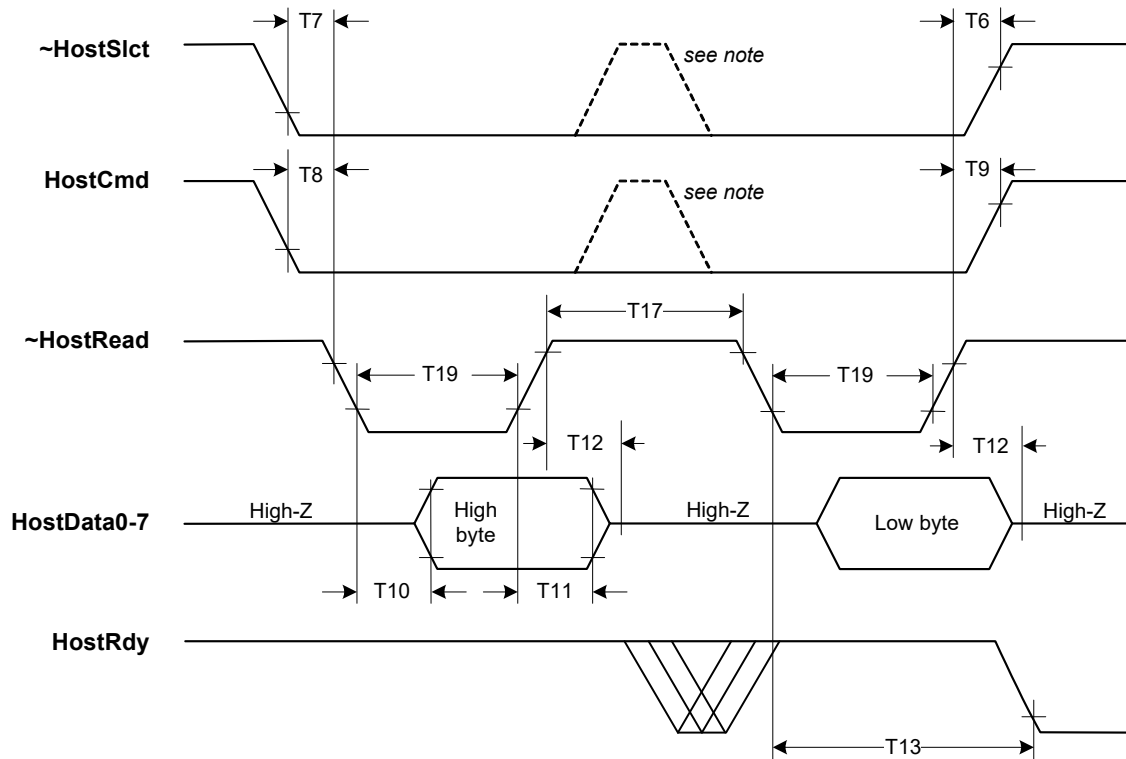 T7
T6
~HostSlct
see note
T8
T9
HostCmd
see note
T17
~HostRead
T19
T19
T12
T12
High-Z
High
byte
High-Z
Low byte
High-Z
HostData0-7
T10
T11
HostRdy
T13